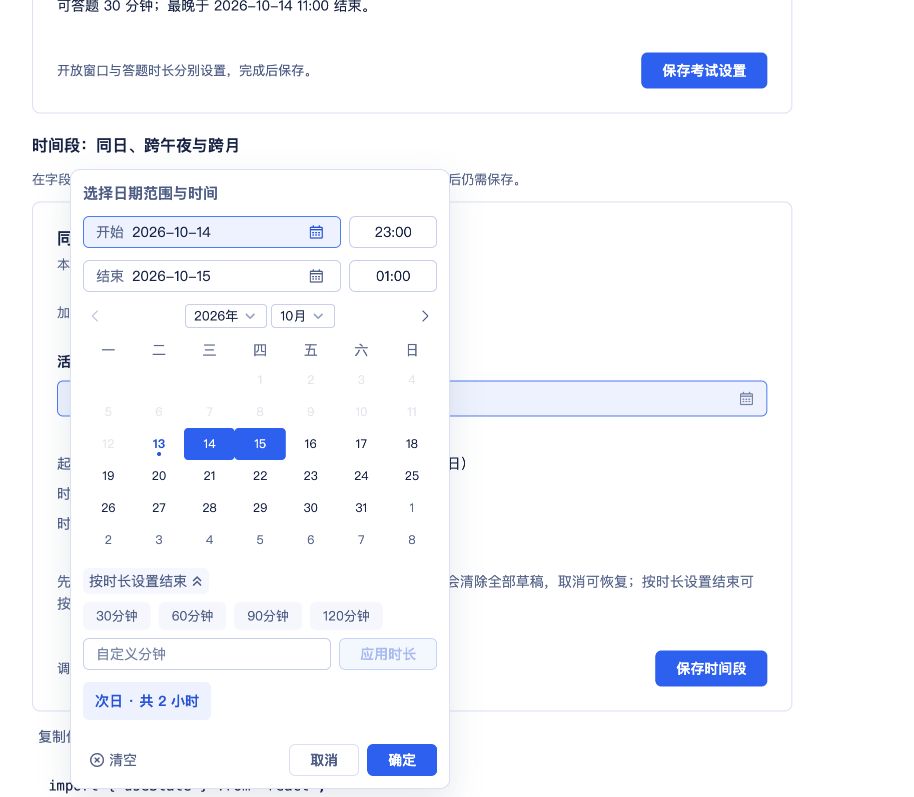 可答题 30 分钟；最晚于 2026-10-14 11:00 结束。
开放窗口与答题时长分别设置，完成后保存。
保存考试设置
时间段：同日、跨午夜与跨月
在字段
后仍需保存。
选择日期范围与时间
开始 2026-10-14 23:00
结束 2026-10-15 01:00
2026年 10月
一 二 三 四 五 六 日
1 2 3 4
5 6 7 8 9 10 11
12 13 14 15 16 17 18
19 20 21 22 23 24 25
26 27 28 29 30 31 1
2 3 4 5 6 7 8
同
本
加
活
起
日）
时
时
按时长设置结束
先
会清除全部草稿，取消可恢复；按时长设置结束可
按
30分钟 60分钟 90分钟 120分钟
自定义分钟 应用时长
调
保存时间段
次日 · 共 2 小时
复制
清空 取消 确定